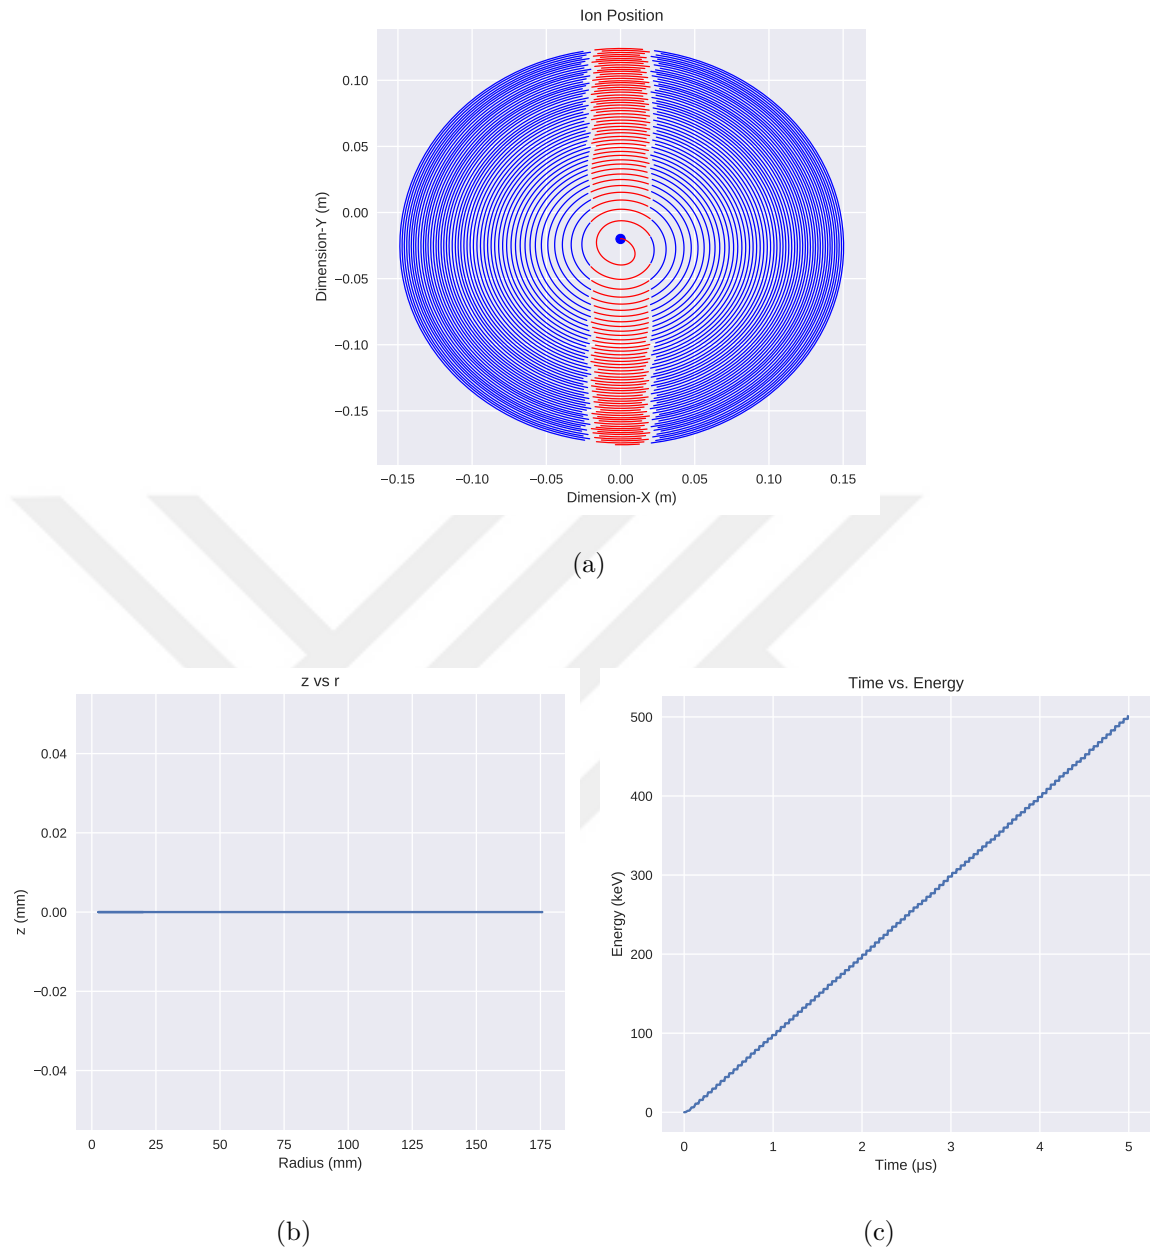 Ion Position
0.10
0.05
0.00
−0.05
−0.10
−0.15
Dimension-Y (m)
−0.15 −0.10 −0.05 0.00 0.05 0.10 0.15
Dimension-X (m)
(a)
z vs r
0.04
0.02
0.00
−0.02
−0.04
z (mm)
0 25 50 75 100 125 150 175
Radius (mm)
(b)
Time vs. Energy
500
400
300
200
100
0
Energy (keV)
0 1 2 3 4 5
Time (μs)
(c)